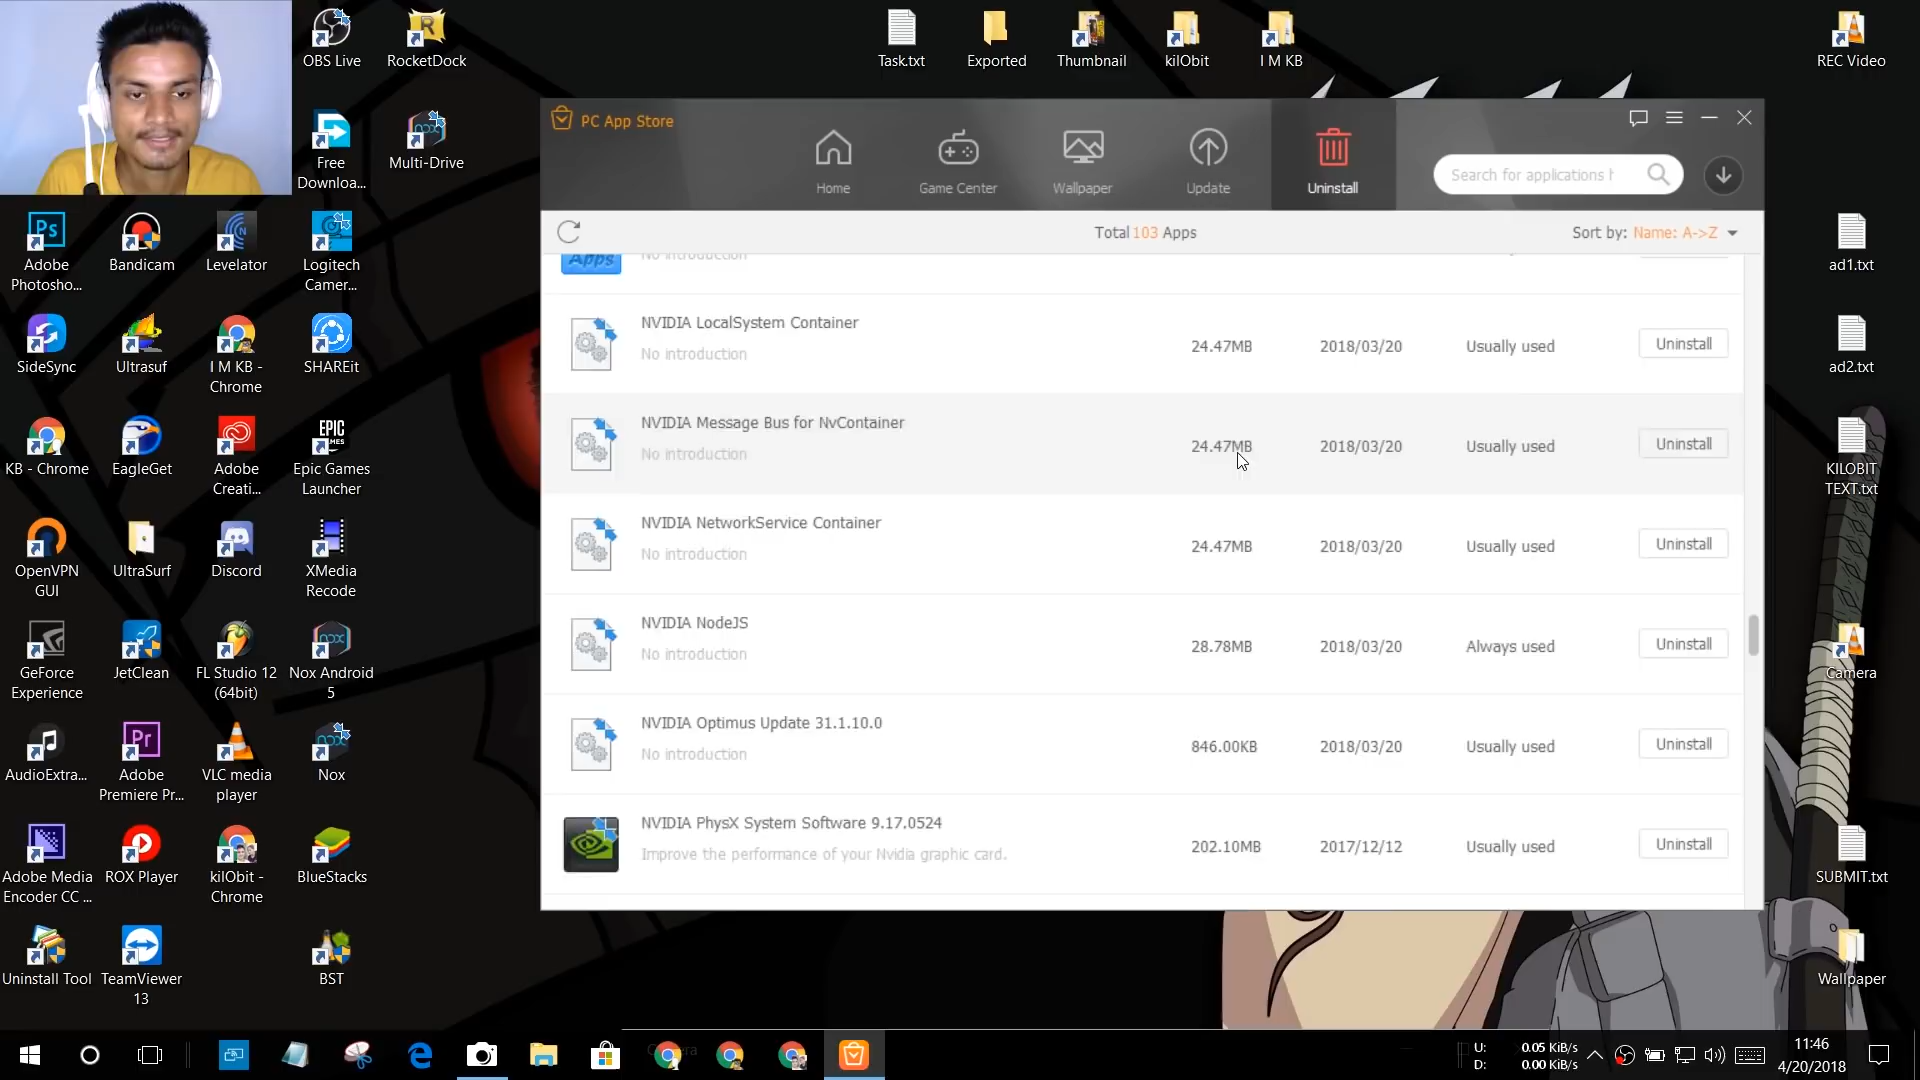 OBS Live
RocketDock
Task.txt
Exported
Thumbnail
kilObit
I M KB
REC Video
Free
Downloa...
Multi-Drive
Adobe
Photosho...
Bandicam
Levelator
Logitech
Camer...
SideSync
Ultrasuf
I M KB -
Chrome
SHAREit
KB - Chrome
EagleGet
Adobe
Creati...
Epic Games
Launcher
OpenVPN
GUI
UltraSurf
Discord
XMedia
Recode
GeForce
Experience
JetClean
FL Studio 12
(64bit)
Nox Android
5
AudioExtra...
Adobe
Premiere Pr...
VLC media
player
Nox
Adobe Media
Encoder CC ...
ROX Player
kilObit -
Chrome
BlueStacks
Uninstall Tool
TeamViewer
13
BST
PC App Store
Home
Game Center
Wallpaper
Update
Uninstall
Search for applications h
Total 103 Apps
Sort by: Name: A->Z
Apps
No introduction
NVIDIA LocalSystem Container
No introduction
24.47MB
2018/03/20
Usually used
Uninstall
NVIDIA Message Bus for NvContainer
No introduction
24.47MB
2018/03/20
Usually used
Uninstall
NVIDIA NetworkService Container
No introduction
24.47MB
2018/03/20
Usually used
Uninstall
NVIDIA NodeJS
No introduction
28.78MB
2018/03/20
Always used
Uninstall
NVIDIA Optimus Update 31.1.10.0
No introduction
846.00KB
2018/03/20
Usually used
Uninstall
NVIDIA PhysX System Software 9.17.0524
Improve the performance of your Nvidia graphic card.
202.10MB
2017/12/12
Usually used
Uninstall
ad1.txt
ad2.txt
KILOBIT
TEXT.txt
Camera
SUBMIT.txt
Wallpaper
U: 0.05 KiB/s
D: 0.00 KiB/s
11:46
4/20/2018